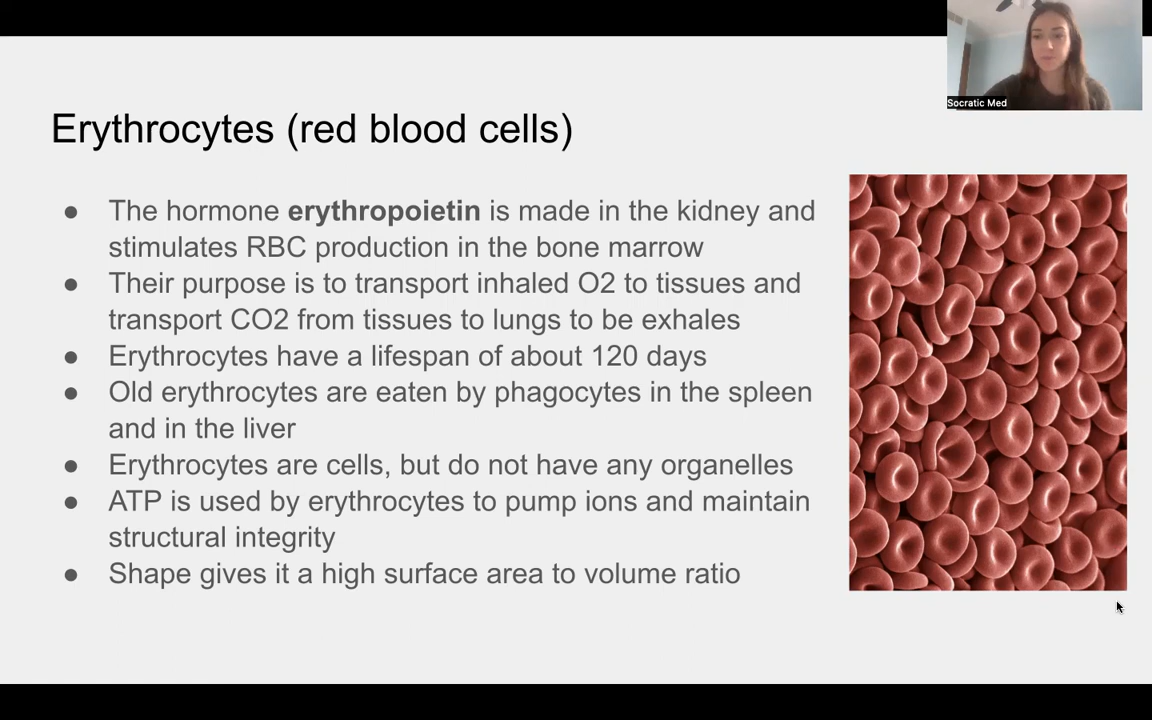 Socratic Med
Erythrocytes (red blood cells)
● The hormone erythropoietin is made in the kidney and
stimulates RBC production in the bone marrow
● Their purpose is to transport inhaled O2 to tissues and
transport CO2 from tissues to lungs to be exhales
● Erythrocytes have a lifespan of about 120 days
● Old erythrocytes are eaten by phagocytes in the spleen
and in the liver
● Erythrocytes are cells, but do not have any organelles
● ATP is used by erythrocytes to pump ions and maintain
structural integrity
● Shape gives it a high surface area to volume ratio